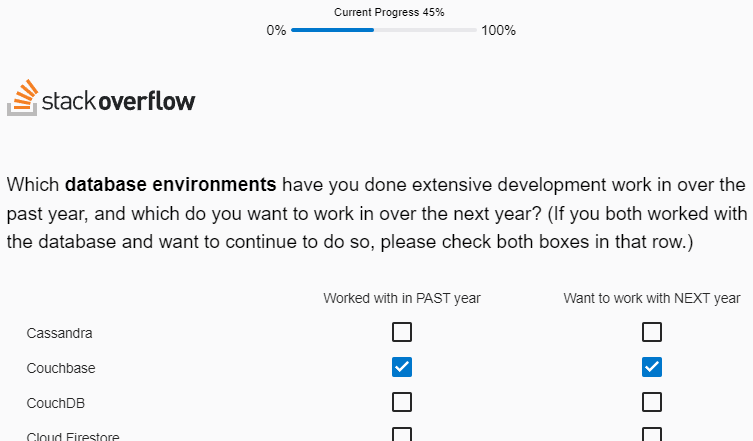 Current Progress 45%
0% 100%
stackoverflow
Which database environments have you done extensive development work in over the
past year, and which do you want to work in over the next year? (If you both worked with
the database and want to continue to do so, please check both boxes in that row.)
Worked with in PAST year Want to work with NEXT year
Cassandra
Couchbase
CouchDB
Cloud Firestore